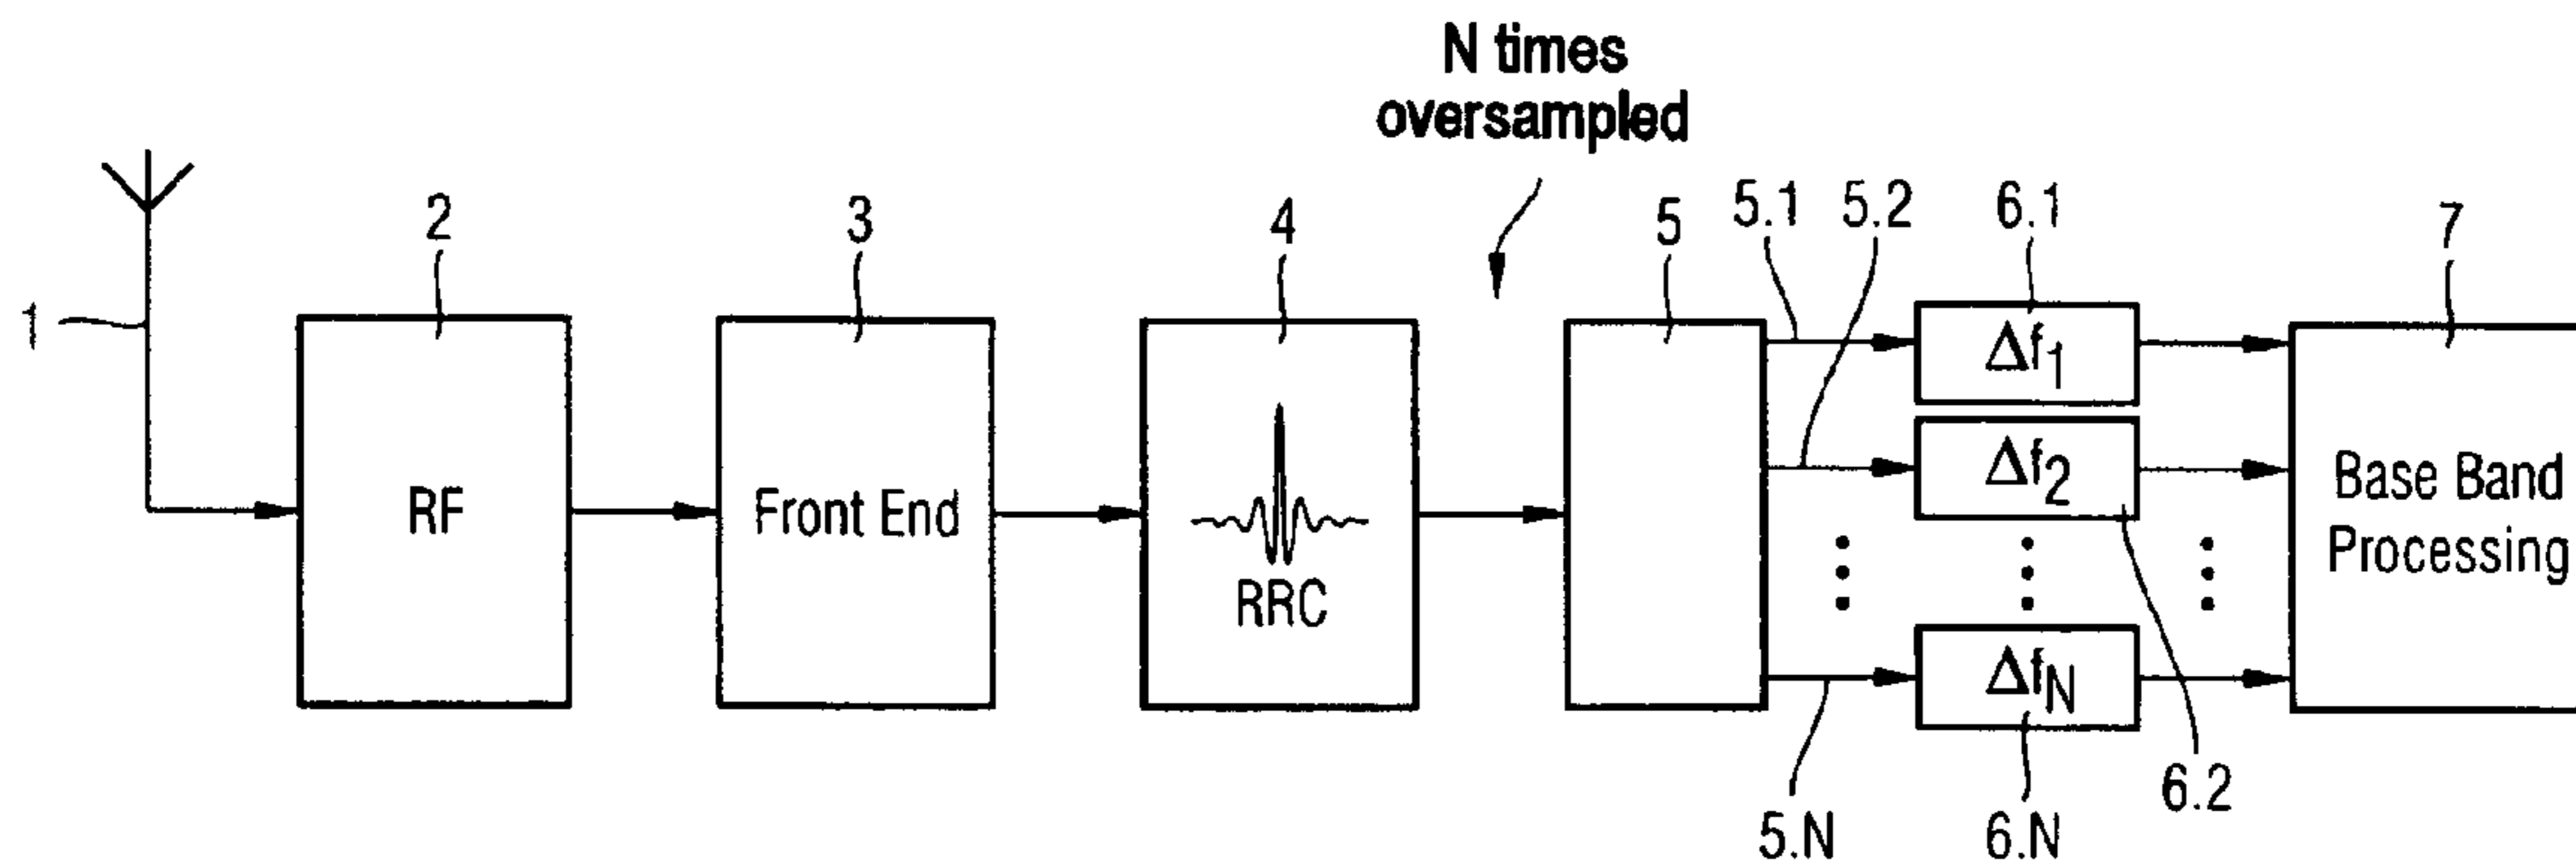 N times
oversampled
1
2
3
4
5
5.1
5.2
6.1
7
RF
Front End
RRC
Δf1
Δf2
ΔfN
Base Band
Processing
5.N
6.N
6.2